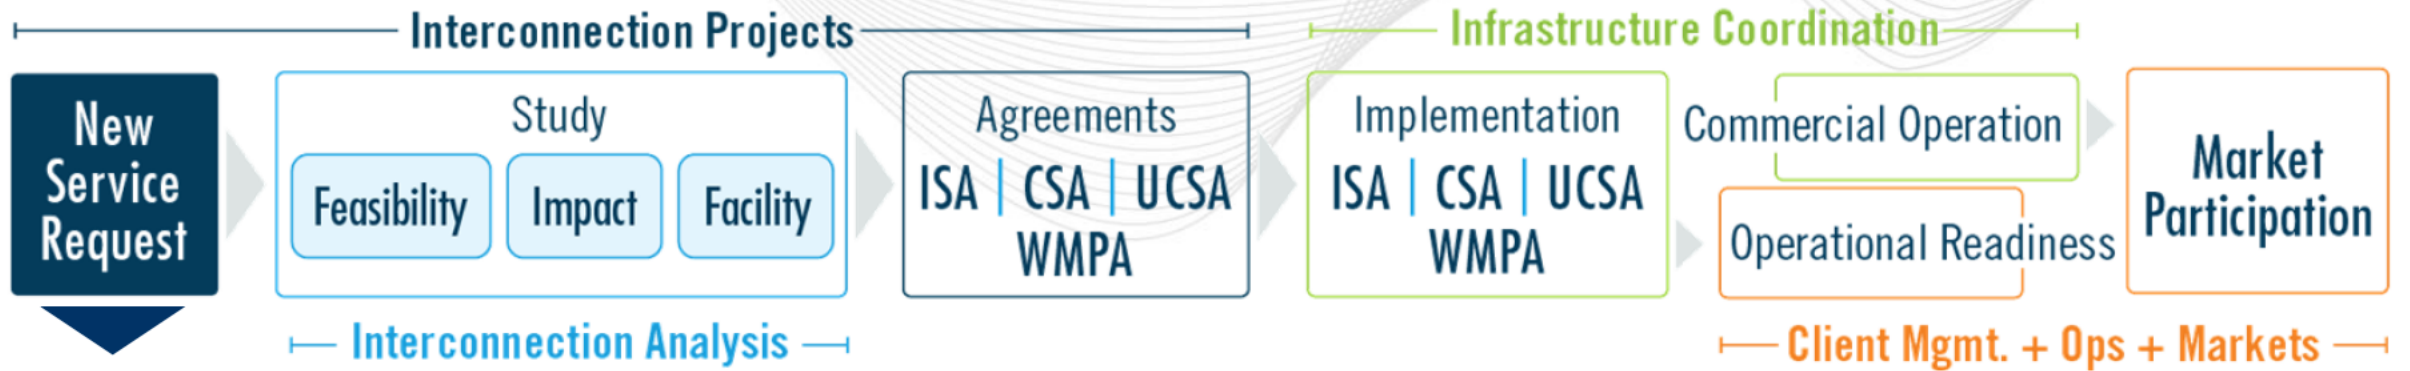 Interconnection Projects
Infrastructure Coordination
New
Service
Request
Study
Feasibility
Impact
Facility
Agreements
ISA | CSA | UCSA
WMPA
Implementation
ISA | CSA | UCSA
WMPA
Commercial Operation
Operational Readiness
Market
Participation
Interconnection Analysis
Client Mgmt. + Ops + Markets